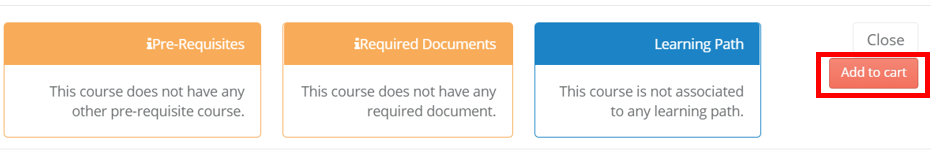 Pre-Requisites
This course does not have any
other pre-requisite course.
Required Documents
This course does not have any
required document.
Learning Path
This course is not associated
to any learning path.
Close
Add to cart